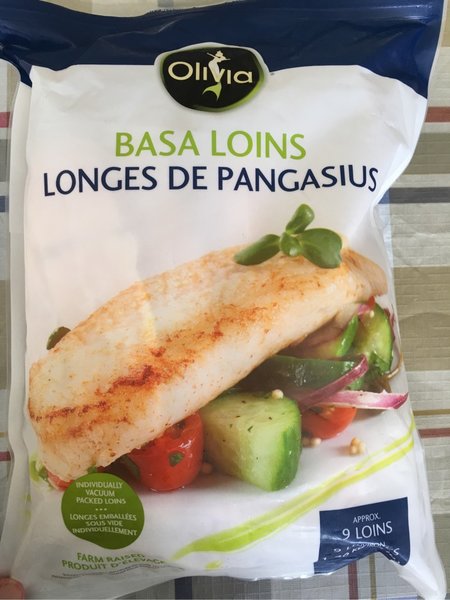 Olivia
BASA LOINS
LONGES DE PANGASIUS
INDIVIDUALLY
VACUUM
PACKED LOINS
LONGES EMBALLÉES
SOUS VIDE
INDIVIDUELLEMENT
FARM RAISED
PRODUIT D'ÉLEVAGE
APPROX.
9 LOINS